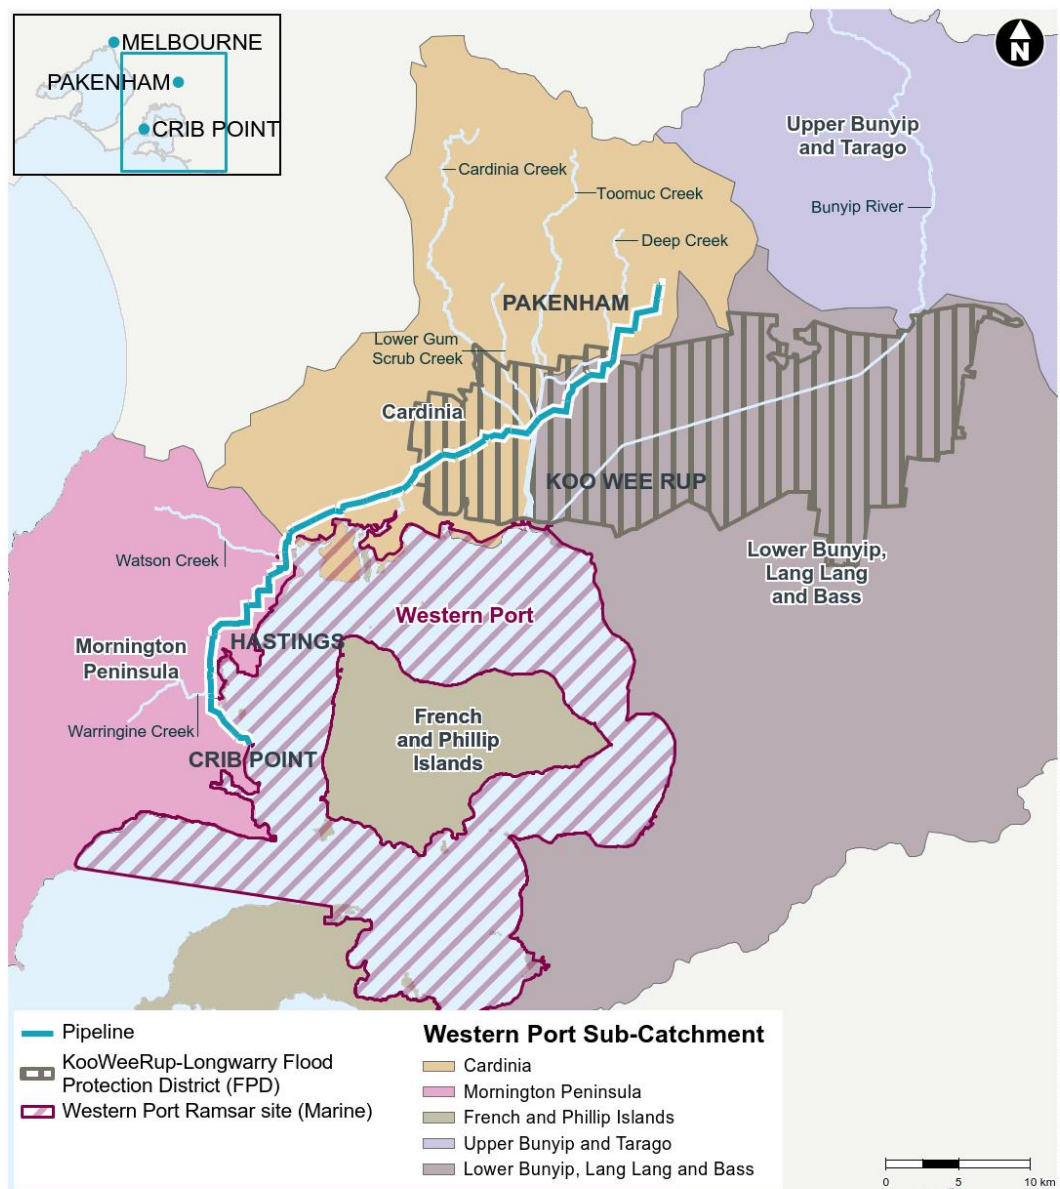 MELBOURNE
PAKENHAM
CRIB POINT
N
Upper Bunyip
and Tarago
Cardinia Creek
Toomuc Creek
Bunyip River
Deep Creek
PAKENHAM
Lower Gum
Scrub Creek
Cardinia
KOO WEE RUP
Lower Bunyip,
Lang Lang
and Bass
Watson Creek
Western Port
HASTINGS
Mornington
Peninsula
Warringine Creek
French
and Phillip
Islands
CRIB POINT
Pipeline
KooWeeRup-Longwarry Flood
Protection District (FPD)
Western Port Ramsar site (Marine)
Western Port Sub-Catchment
Cardinia
Mornington Peninsula
French and Phillip Islands
Upper Bunyip and Tarago
Lower Bunyip, Lang Lang and Bass
0 5 10 km